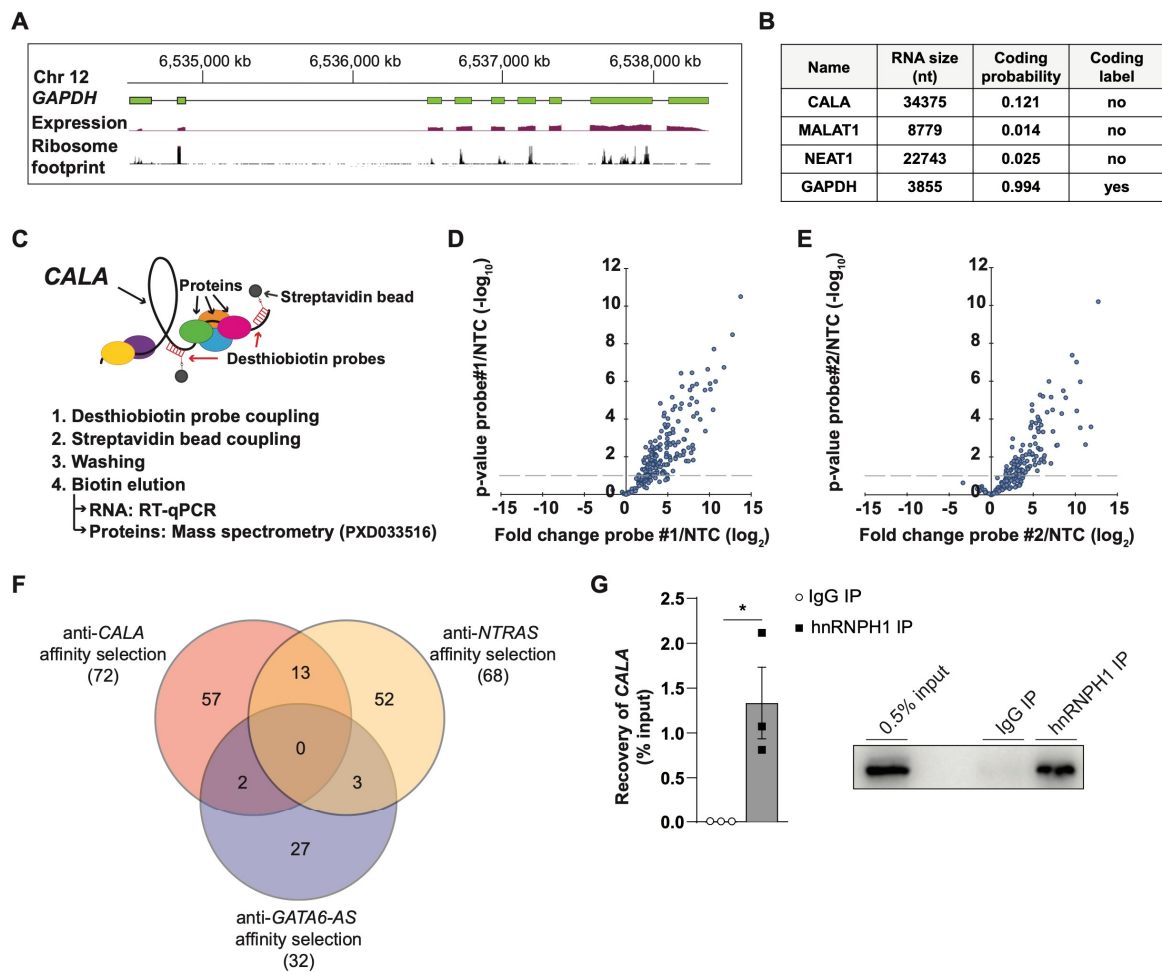 A
6,535,000 kb 6,536,000 kb 6,537,000 kb 6,538,000 kb
Chr 12
GAPDH
Expression
Ribosome
footprint
B
Name RNA size (nt) Coding probability Coding label
CALA 34375 0.121 no
MALAT1 8779 0.014 no
NEAT1 22743 0.025 no
GAPDH 3855 0.994 yes
C
CALA
Proteins
Streptavidin bead
Desthiobiotin probes
1. Desthiobiotin probe coupling
2. Streptavidin bead coupling
3. Washing
4. Biotin elution
RNA: RT-qPCR
Proteins: Mass spectrometry (PXD033516)
D
p-value probe#1/NTC (-log10)
12
10
8
6
4
2
0
-15 -10 -5 0 5 10 15
Fold change probe #1/NTC (log2)
E
p-value probe#2/NTC (-log10)
12
10
8
6
4
2
0
-15 -10 -5 0 5 10 15
Fold change probe #2/NTC (log2)
F
anti-CALA
affinity selection
(72)
anti-NTRAS
affinity selection
(68)
57
13
52
0
2
3
27
anti-GATA6-AS
affinity selection
(32)
G
Recovery of CALA
(% input)
2.5
2.0
1.5
1.0
0.5
0.0
*
IgG IP
hnRNPH1 IP
0.5% input
IgG IP
hnRNPH1 IP